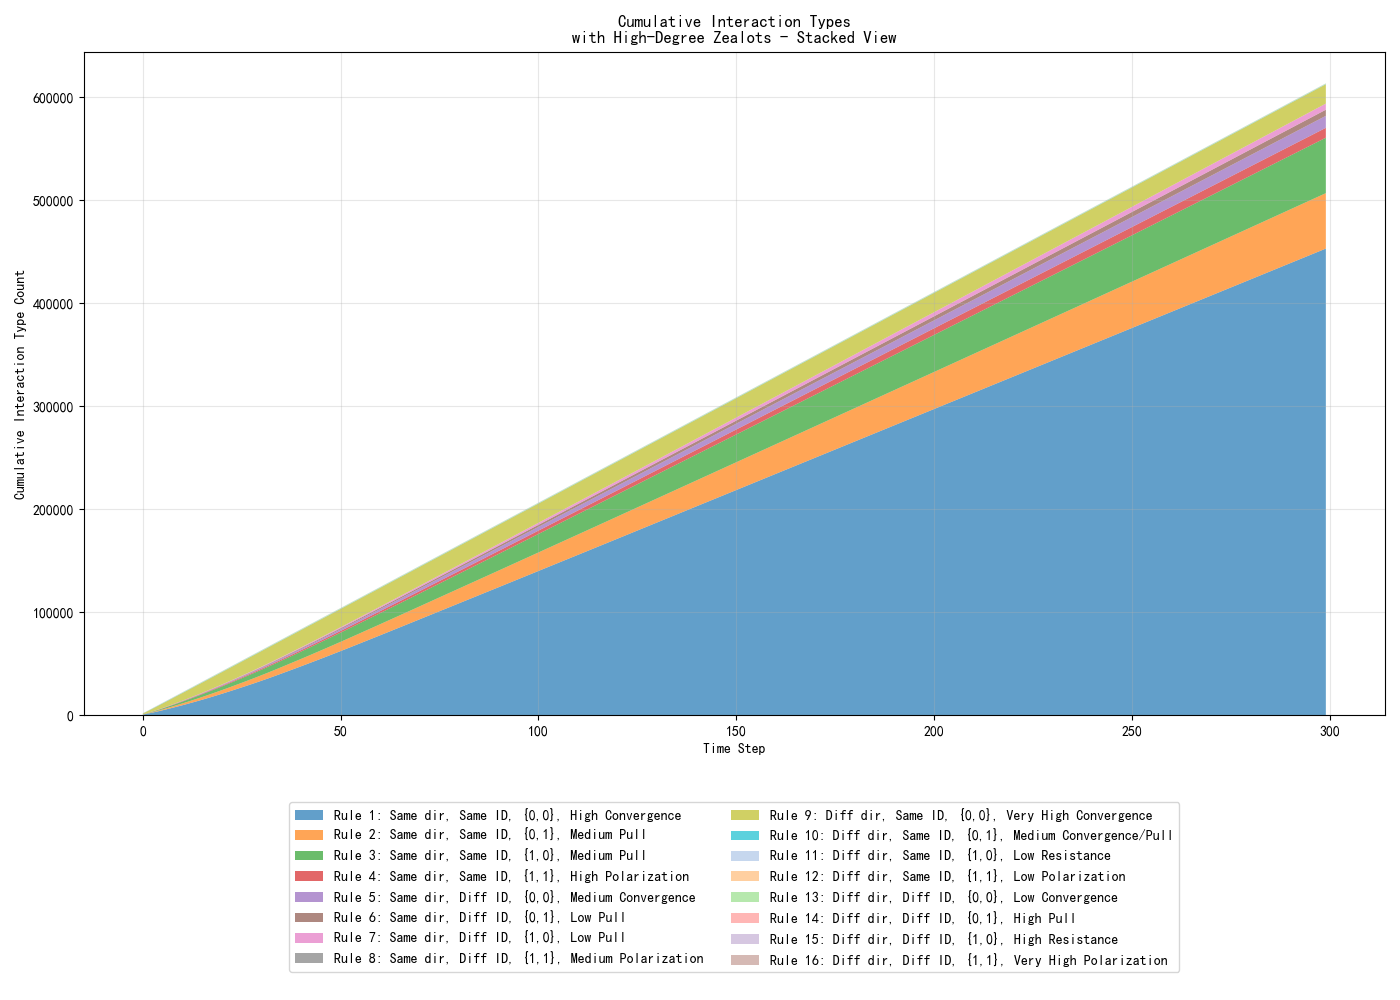 Cumulative Interaction Types
with High-Degree Zealots - Stacked View
Cumulative Interaction Type Count
600000
500000
400000
300000
200000
100000
0
0 50 100 150 200 250 300
Time Step
Rule 1: Same dir, Same ID, {0,0}, High Convergence
Rule 2: Same dir, Same ID, {0,1}, Medium Pull
Rule 3: Same dir, Same ID, {1,0}, Medium Pull
Rule 4: Same dir, Same ID, {1,1}, High Polarization
Rule 5: Same dir, Diff ID, {0,0}, Medium Convergence
Rule 6: Same dir, Diff ID, {0,1}, Low Pull
Rule 7: Same dir, Diff ID, {1,0}, Low Pull
Rule 8: Same dir, Diff ID, {1,1}, Medium Polarization
Rule 9: Diff dir, Same ID, {0,0}, Very High Convergence
Rule 10: Diff dir, Same ID, {0,1}, Medium Convergence/Pull
Rule 11: Diff dir, Same ID, {1,0}, Low Resistance
Rule 12: Diff dir, Same ID, {1,1}, Low Polarization
Rule 13: Diff dir, Diff ID, {0,0}, Low Convergence
Rule 14: Diff dir, Diff ID, {0,1}, High Pull
Rule 15: Diff dir, Diff ID, {1,0}, High Resistance
Rule 16: Diff dir, Diff ID, {1,1}, Very High Polarization